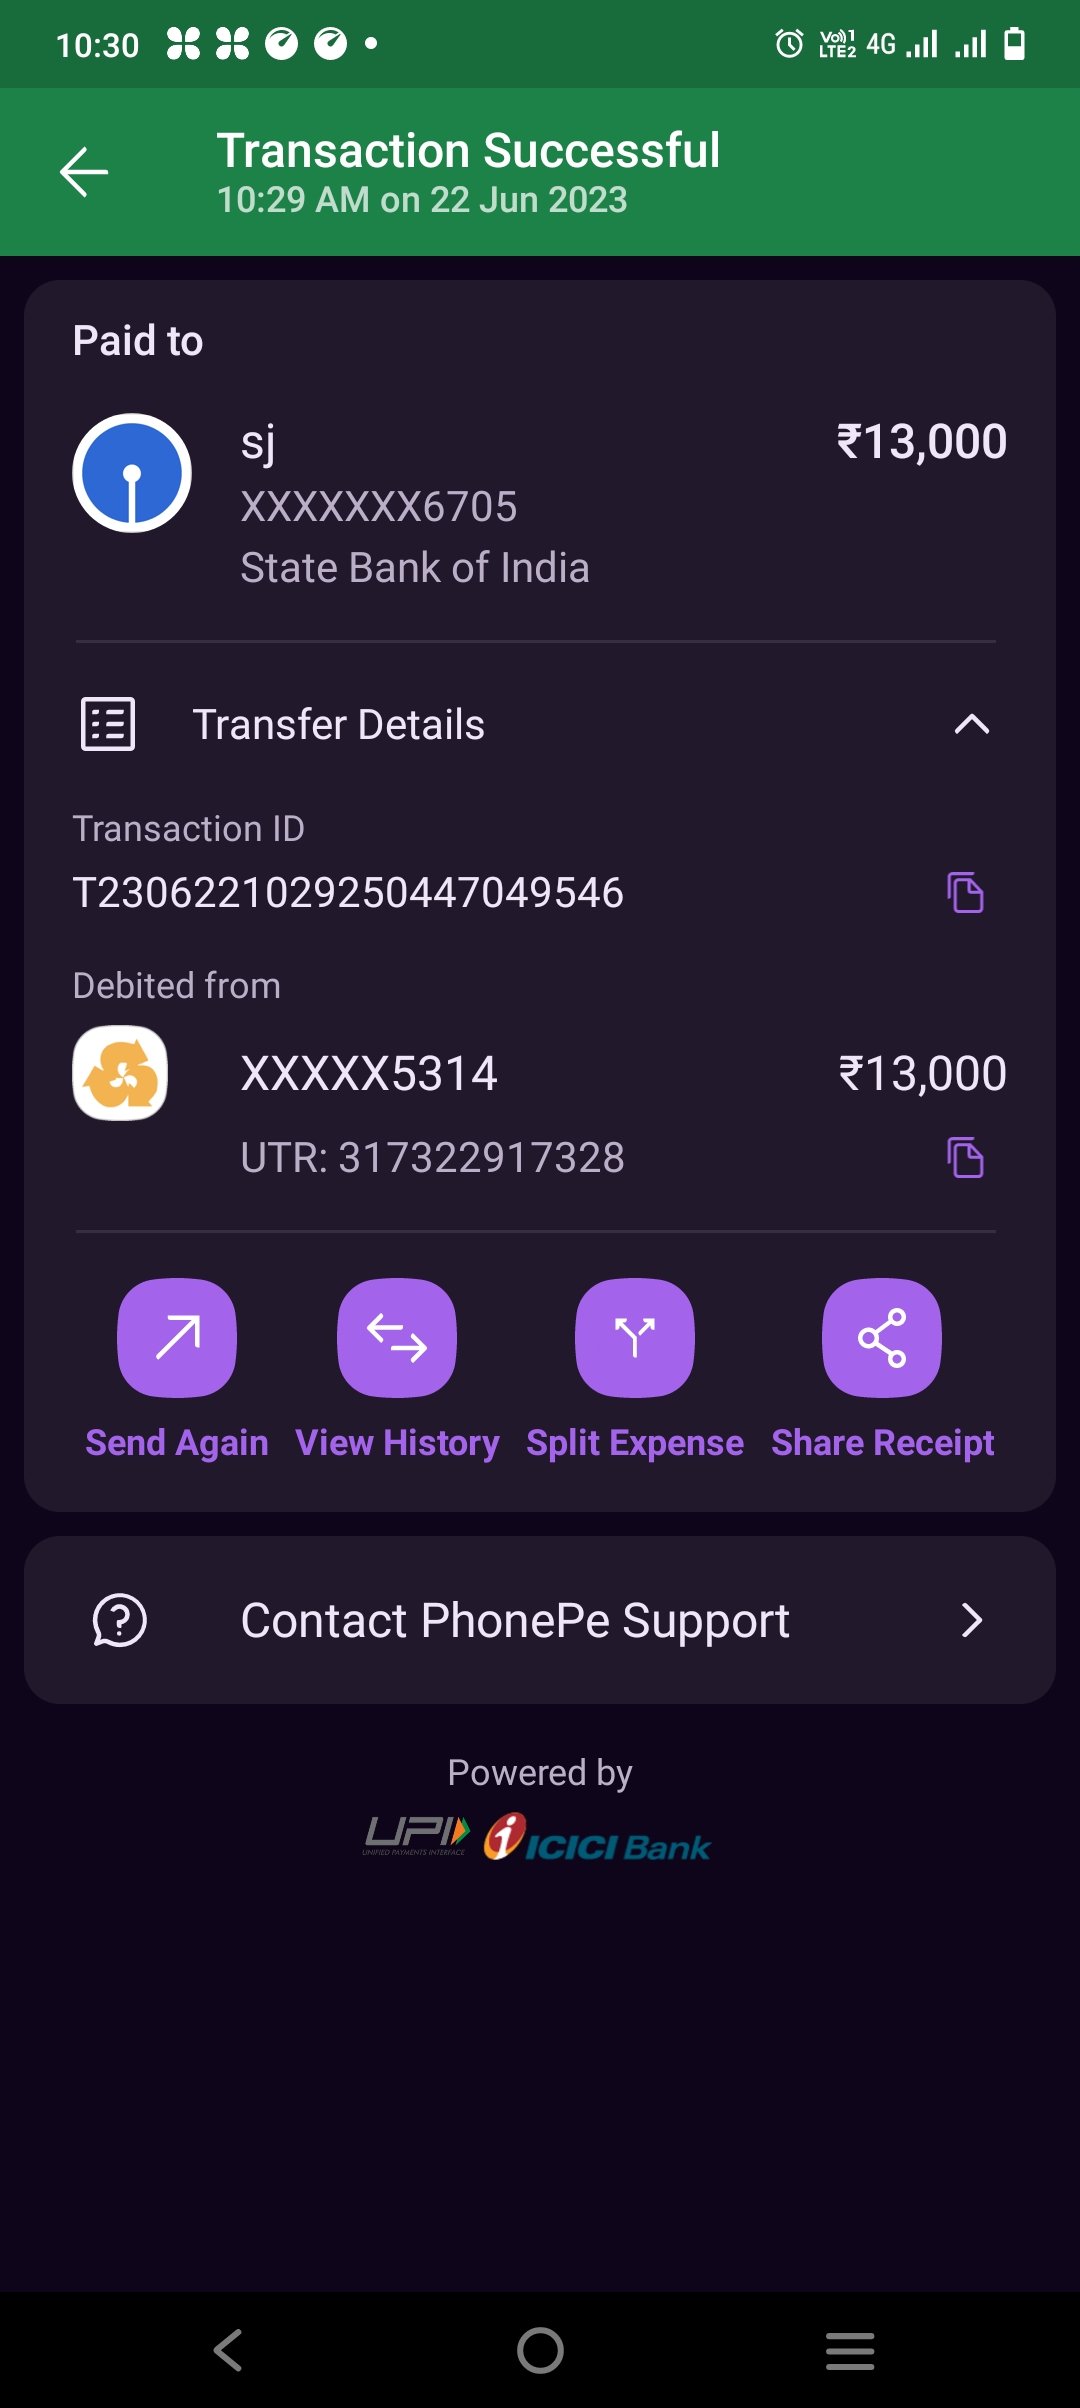 10:30
Vo))1 LTE2 4G
Transaction Successful
10:29 AM on 22 Jun 2023
Paid to
sj
₹13,000
XXXXXXX6705
State Bank of India
Transfer Details
Transaction ID
T2306221029250447049546
Debited from
XXXXX5314
₹13,000
UTR: 317322917328
Send Again
View History
Split Expense
Share Receipt
Contact PhonePe Support
Powered by
UPI
UNIFIED PAYMENTS INTERFACE
ICICI Bank